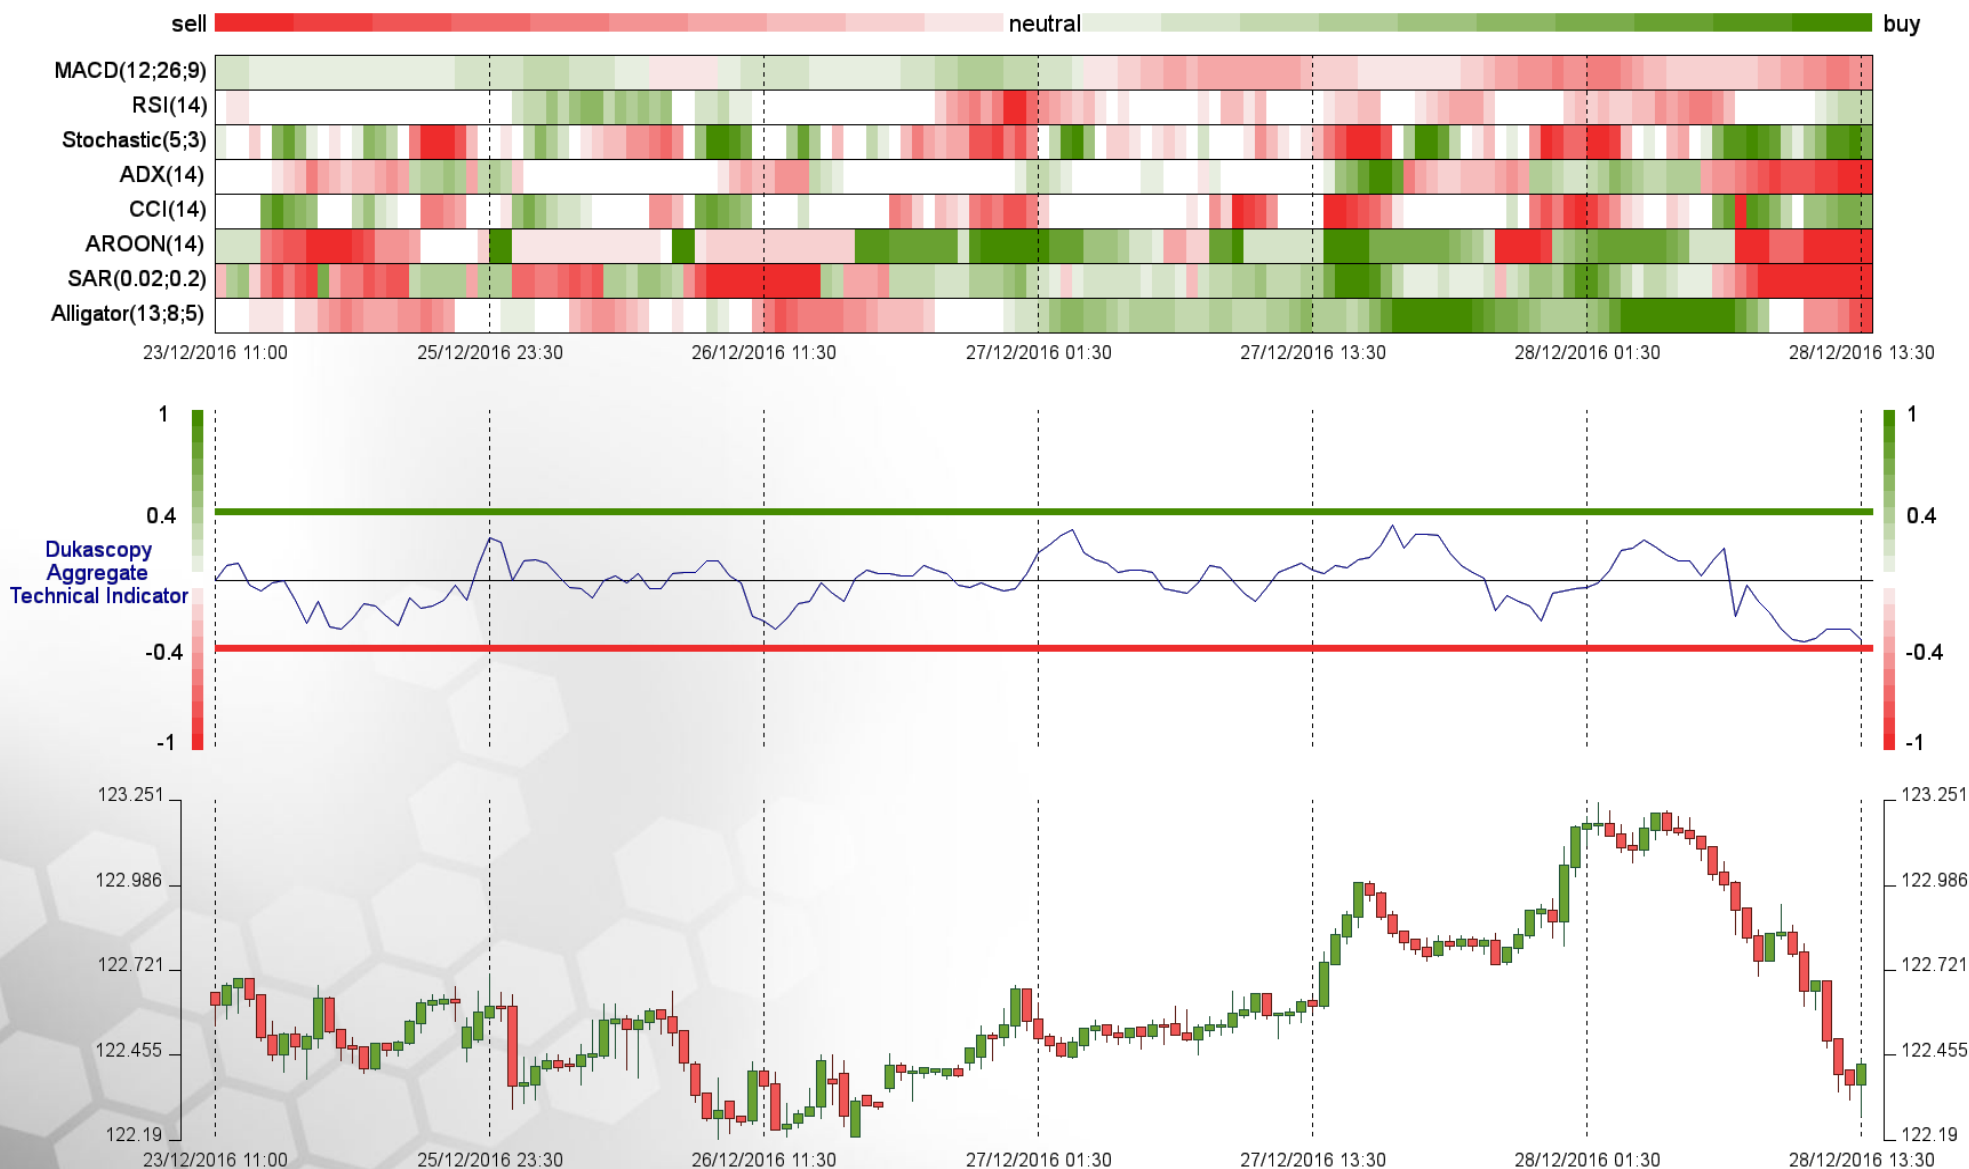 sell neutral buy
MACD(12;26;9)
RSI(14)
Stochastic(5;3)
ADX(14)
CCI(14)
AROON(14)
SAR(0.02;0.2)
Alligator(13;8;5)
23/12/2016 11:00 25/12/2016 23:30 26/12/2016 11:30 27/12/2016 01:30 27/12/2016 13:30 28/12/2016 01:30 28/12/2016 13:30
1 1
0.4 0.4
Dukascopy
Aggregate
Technical Indicator
-0.4 -0.4
-1 -1
123.251 123.251
122.986 122.986
122.721 122.721
122.455 122.455
122.19 122.19
23/12/2016 11:00 25/12/2016 23:30 26/12/2016 11:30 27/12/2016 01:30 27/12/2016 13:30 28/12/2016 01:30 28/12/2016 13:30